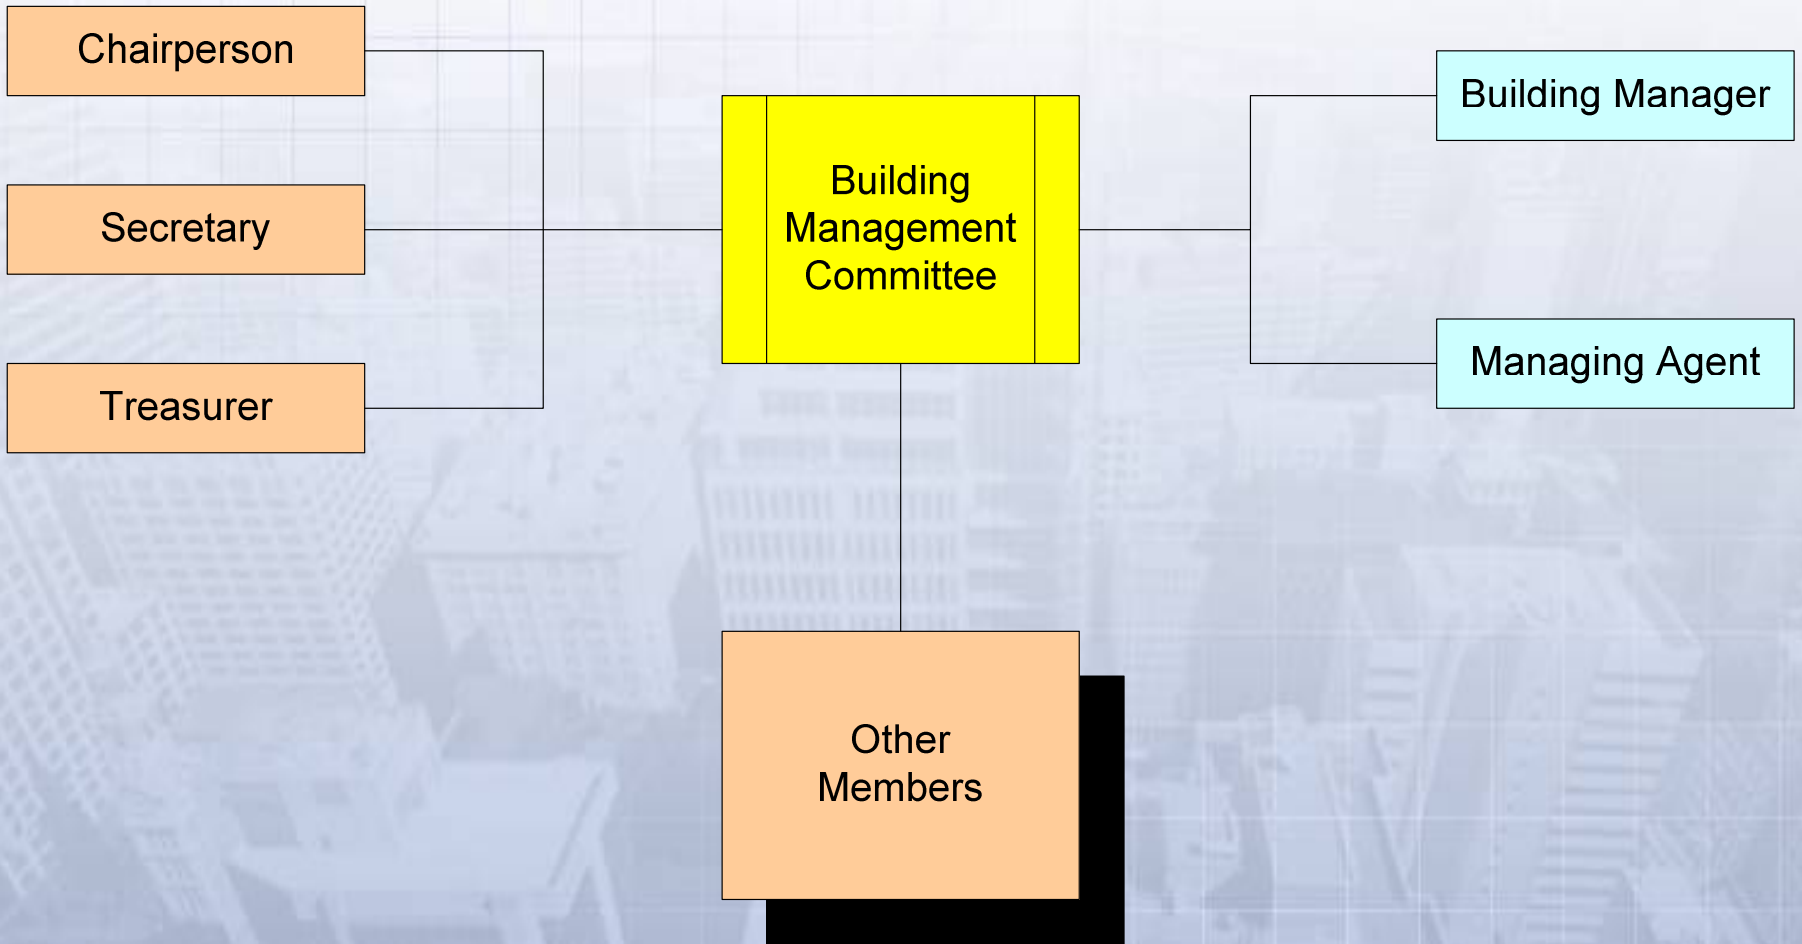 Chairperson
Secretary
Treasurer
Building
Management
Committee
Building Manager
Managing Agent
Other
Members